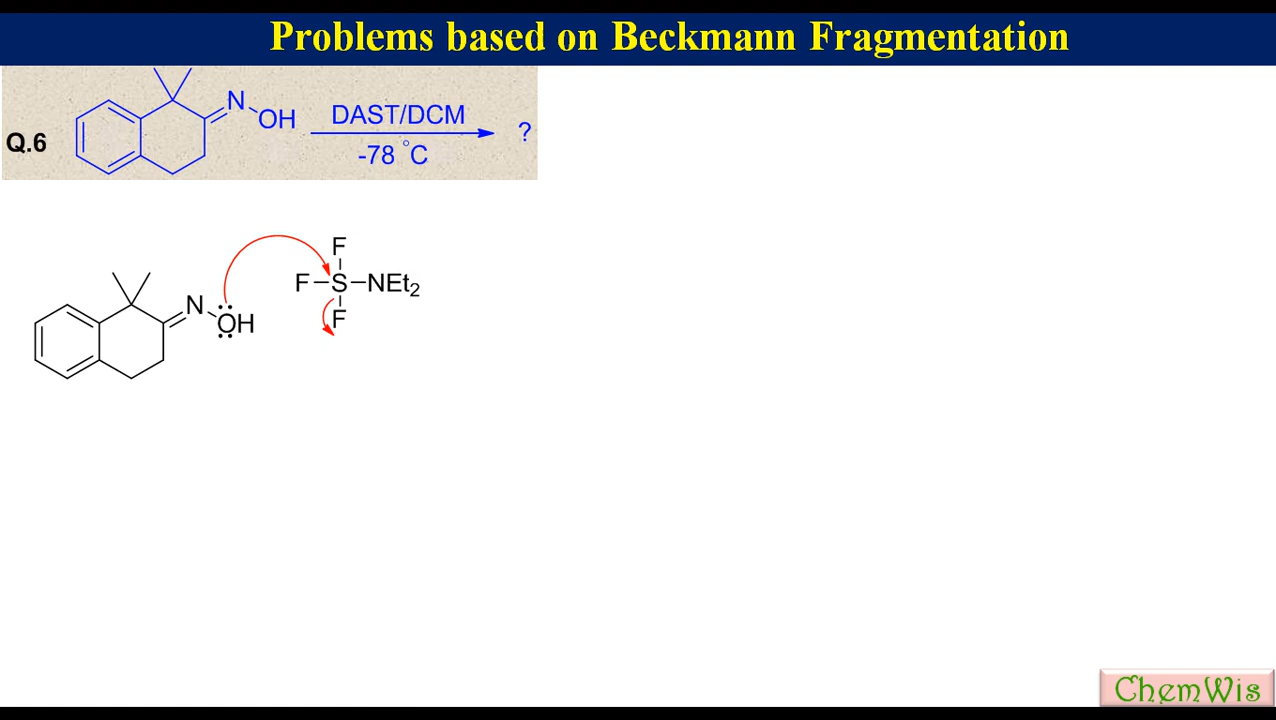 Problems based on Beckmann Fragmentation
Q.6
N
OH
DAST/DCM
-78 °C
?
F
F-S-NEt2
F
N
OH
ChemWis